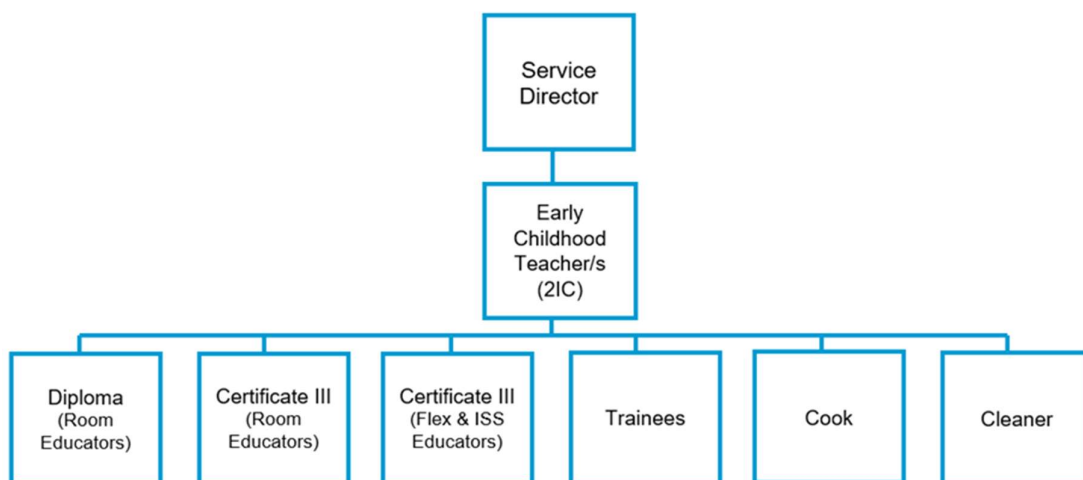 Service
Director
Early
Childhood
Teacher/s
(2IC)
Diploma
(Room
Educators)
Certificate III
(Room
Educators)
Certificate III
(Flex & ISS
Educators)
Trainees
Cook
Cleaner